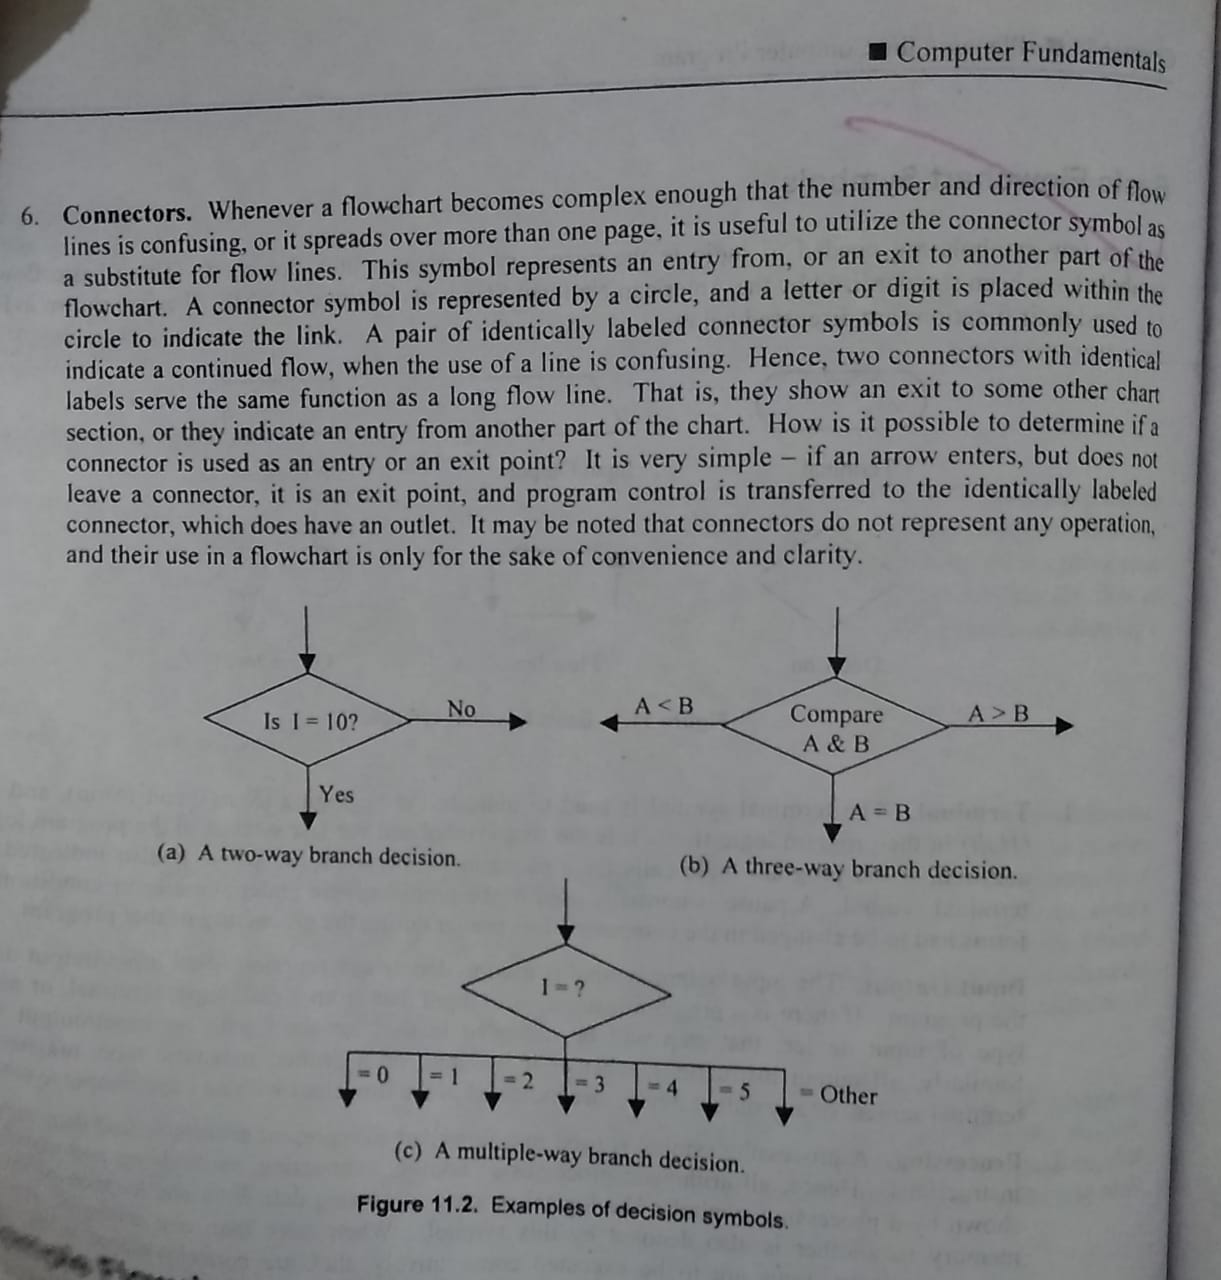 ■ Computer Fundamentals
6. Connectors. Whenever a flowchart becomes complex enough that the number and direction of flow
lines is confusing, or it spreads over more than one page, it is useful to utilize the connector symbol as
a substitute for flow lines. This symbol represents an entry from, or an exit to another part of the
flowchart. A connector symbol is represented by a circle, and a letter or digit is placed within the
circle to indicate the link. A pair of identically labeled connector symbols is commonly used to
indicate a continued flow, when the use of a line is confusing. Hence, two connectors with identical
labels serve the same function as a long flow line. That is, they show an exit to some other chart
section, or they indicate an entry from another part of the chart. How is it possible to determine if a
connector is used as an entry or an exit point? It is very simple – if an arrow enters, but does not
leave a connector, it is an exit point, and program control is transferred to the identically labeled
connector, which does have an outlet. It may be noted that connectors do not represent any operation,
and their use in a flowchart is only for the sake of convenience and clarity.
Is I = 10?
No
Yes
(a) A two-way branch decision.
A < B
Compare
A & B
A > B
A = B
(b) A three-way branch decision.
I = ?
= 0 = 1 = 2 = 3 = 4 = 5 = Other
(c) A multiple-way branch decision.
Figure 11.2. Examples of decision symbols.